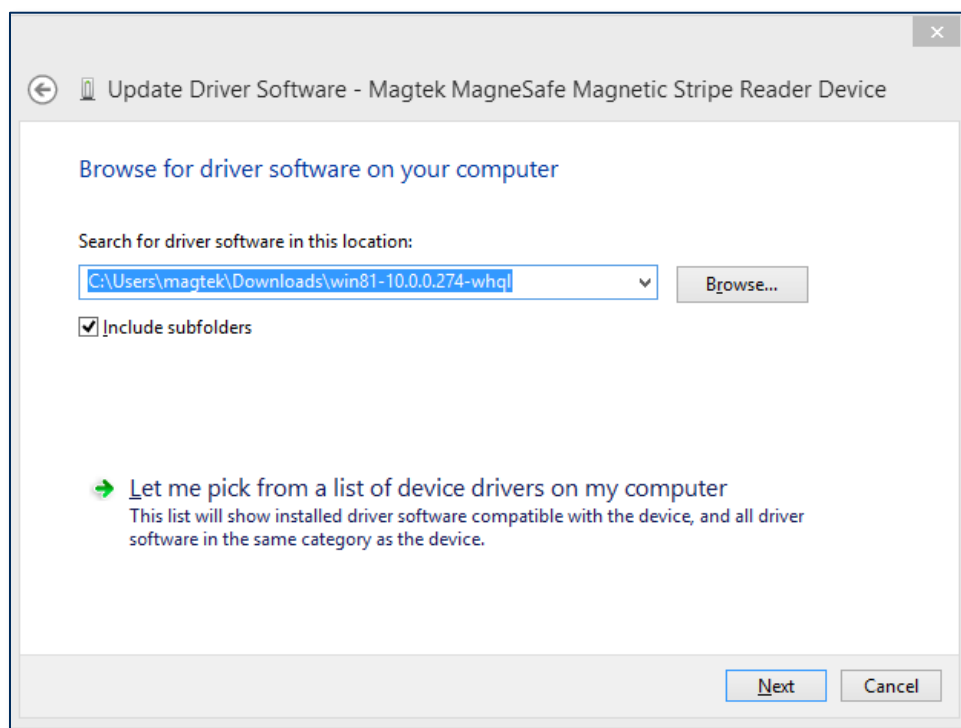 Update Driver Software - Magtek MagneSafe Magnetic Stripe Reader Device
Browse for driver software on your computer
Search for driver software in this location:
C:\Users\magtek\Downloads\win81-10.0.0.274-whql
Browse...
Include subfolders
Let me pick from a list of device drivers on my computer
This list will show installed driver software compatible with the device, and all driver
software in the same category as the device.
Next
Cancel